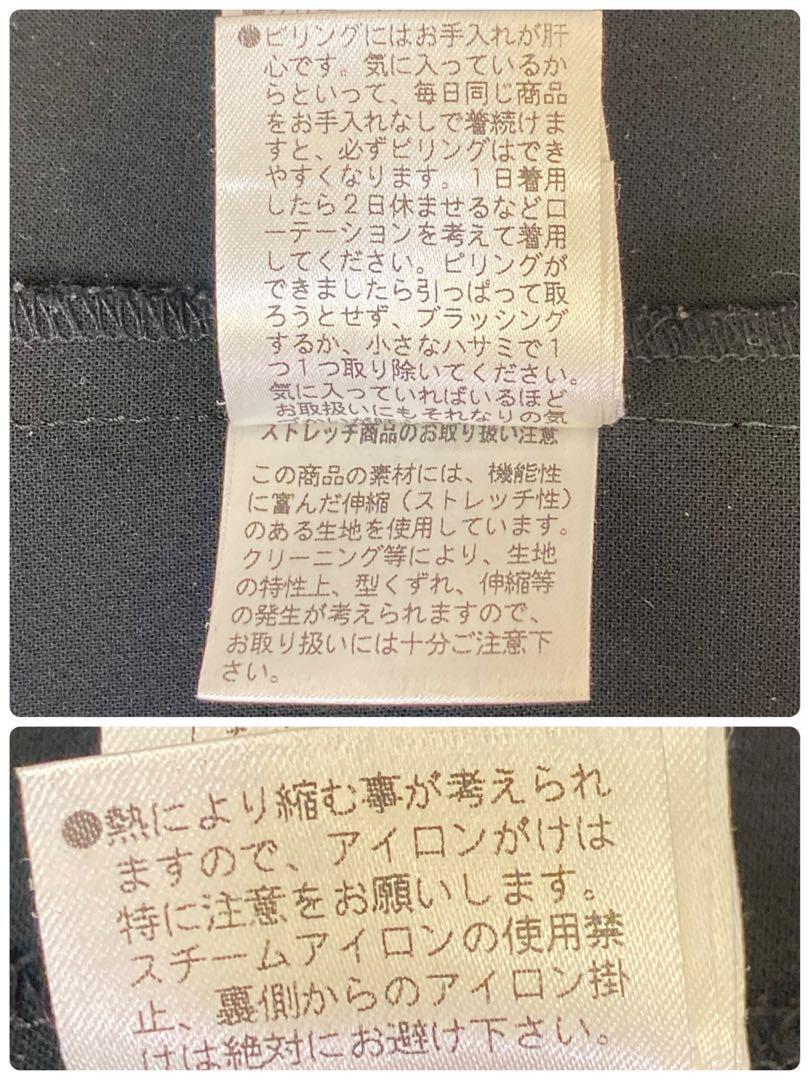 ●ピリングにはお手入れが肝
心です。気に入っているか
らといって、毎日同じ商品
をお手入れなしで着続けま
すと、必ずピリングはでき
やすくなります。1日着用
したら2日休ませるなどロ
ーテーションを考えて着用
してください。ピリングが
できましたら引っぱって取
ろうとせず、ブラッシング
するか、小さなハサミで1
つ1つ取り除いてください。
気に入っていればいるほど
お取扱いにもそれなりの気
ストレッチ商品のお取り扱い注意
この商品の素材には、機能性
に富んだ伸縮(ストレッチ性)
のある生地を使用しています。
クリーニング等により、生地
の特性上、型くずれ、伸縮等
の発生が考えられますので、
お取り扱いには十分ご注意下
さい。
●熱により縮む事が考えられ
ますので、アイロンがけは
特に注意をお願いします。
スチームアイロンの使用禁
止、裏側からのアイロン掛
けは絶対にお避け下さい。